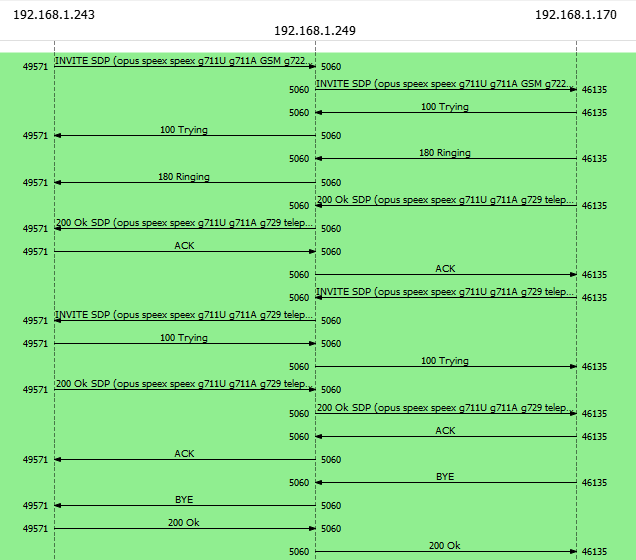 192.168.1.243 192.168.1.170
192.168.1.249
49571 INVITE SDP (opus speex speex g711U g711A GSM g722... 5060
5060 INVITE SDP (opus speex speex g711U g711A GSM g722... 46135
5060 100 Trying 46135
49571 100 Trying 5060
5060 180 Ringing 46135
49571 180 Ringing 5060
5060 200 Ok SDP (opus speex speex g711U g711A g729 telep... 46135
49571 200 Ok SDP (opus speex speex g711U g711A g729 telep... 5060
49571 ACK 5060
5060 ACK 46135
5060 INVITE SDP (opus speex speex g711U g711A g729 telep... 46135
49571 INVITE SDP (opus speex speex g711U g711A g729 telep... 5060
49571 100 Trying 5060
5060 100 Trying 46135
49571 200 Ok SDP (opus speex speex g711U g711A g729 telep... 5060
5060 200 Ok SDP (opus speex speex g711U g711A g729 telep... 46135
5060 ACK 46135
49571 ACK 5060
5060 BYE 46135
49571 BYE 5060
49571 200 Ok 5060
5060 200 Ok 46135